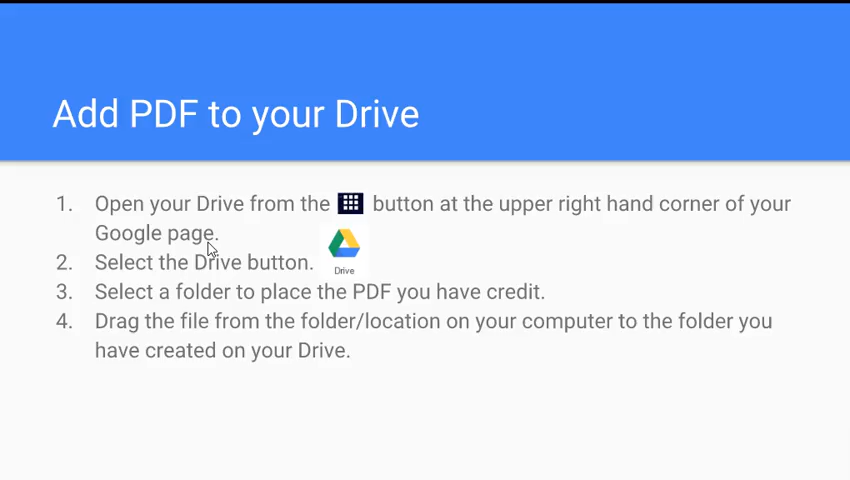 Add PDF to your Drive
1. Open your Drive from the button at the upper right hand corner of your
Google page.
2. Select the Drive button.
Drive
3. Select a folder to place the PDF you have credit.
4. Drag the file from the folder/location on your computer to the folder you
have created on your Drive.